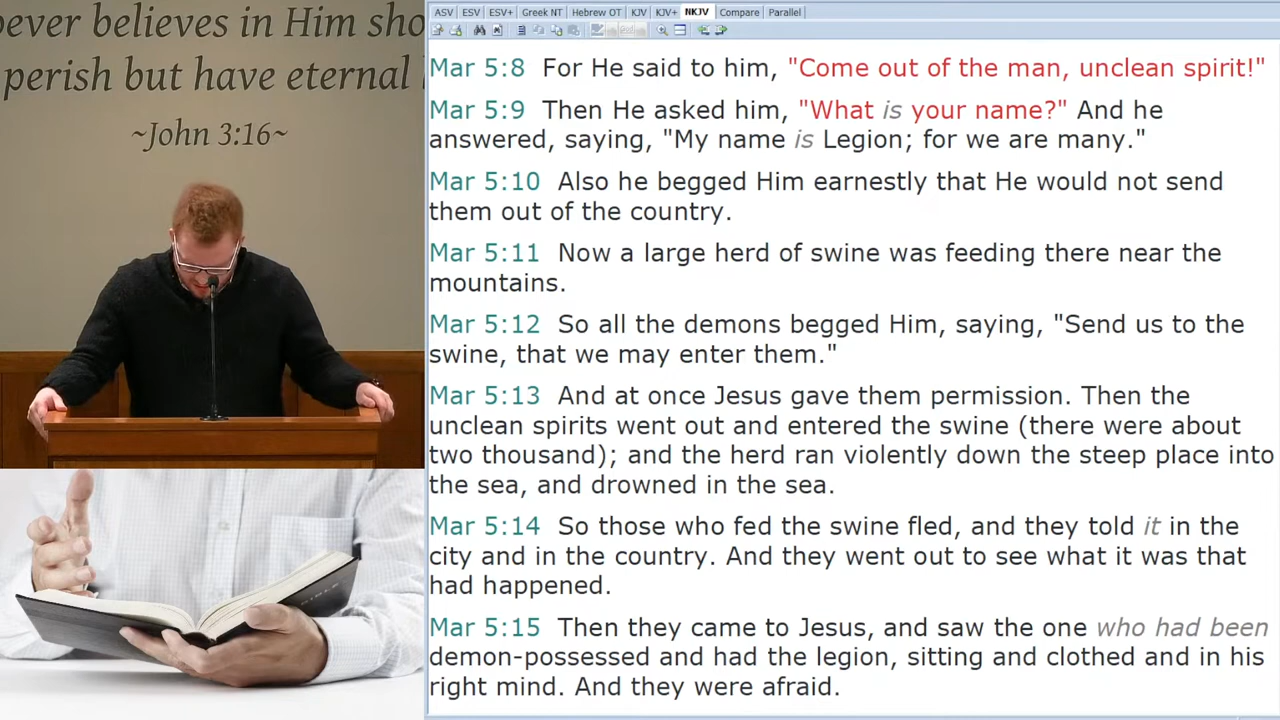 oever believes in Him sho
perish but have eternal
~John 3:16~
ASV ESV ESV+ Greek NT Hebrew OT KJV KJV+ NKJV Compare Parallel
Mar 5:8 For He said to him, "Come out of the man, unclean spirit!"
Mar 5:9 Then He asked him, "What is your name?" And he
answered, saying, "My name is Legion; for we are many."
Mar 5:10 Also he begged Him earnestly that He would not send
them out of the country.
Mar 5:11 Now a large herd of swine was feeding there near the
mountains.
Mar 5:12 So all the demons begged Him, saying, "Send us to the
swine, that we may enter them."
Mar 5:13 And at once Jesus gave them permission. Then the
unclean spirits went out and entered the swine (there were about
two thousand); and the herd ran violently down the steep place into
the sea, and drowned in the sea.
Mar 5:14 So those who fed the swine fled, and they told it in the
city and in the country. And they went out to see what it was that
had happened.
Mar 5:15 Then they came to Jesus, and saw the one who had been
demon-possessed and had the legion, sitting and clothed and in his
right mind. And they were afraid.
BIBLE